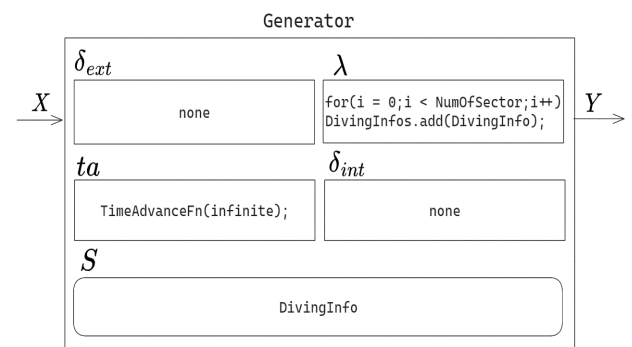 Generator
δext
λ
X
none
for(i = 0;i < NumOfSector;i++)
DivingInfos.add(DivingInfo);
Y
ta
δint
TimeAdvanceFn(infinite);
none
S
DivingInfo